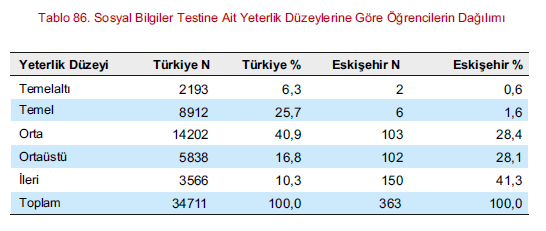 Tablo 86. Sosyal Bilgiler Testine Ait Yeterlik Düzeylerine Göre Öğrencilerin Dağılımı
Yeterlik Düzeyi Türkiye N Türkiye % Eskişehir N Eskişehir %
Temelaltı 2193 6,3 2 0,6
Temel 8912 25,7 6 1,6
Orta 14202 40,9 103 28,4
Ortaüstü 5838 16,8 102 28,1
İleri 3566 10,3 150 41,3
Toplam 34711 100,0 363 100,0